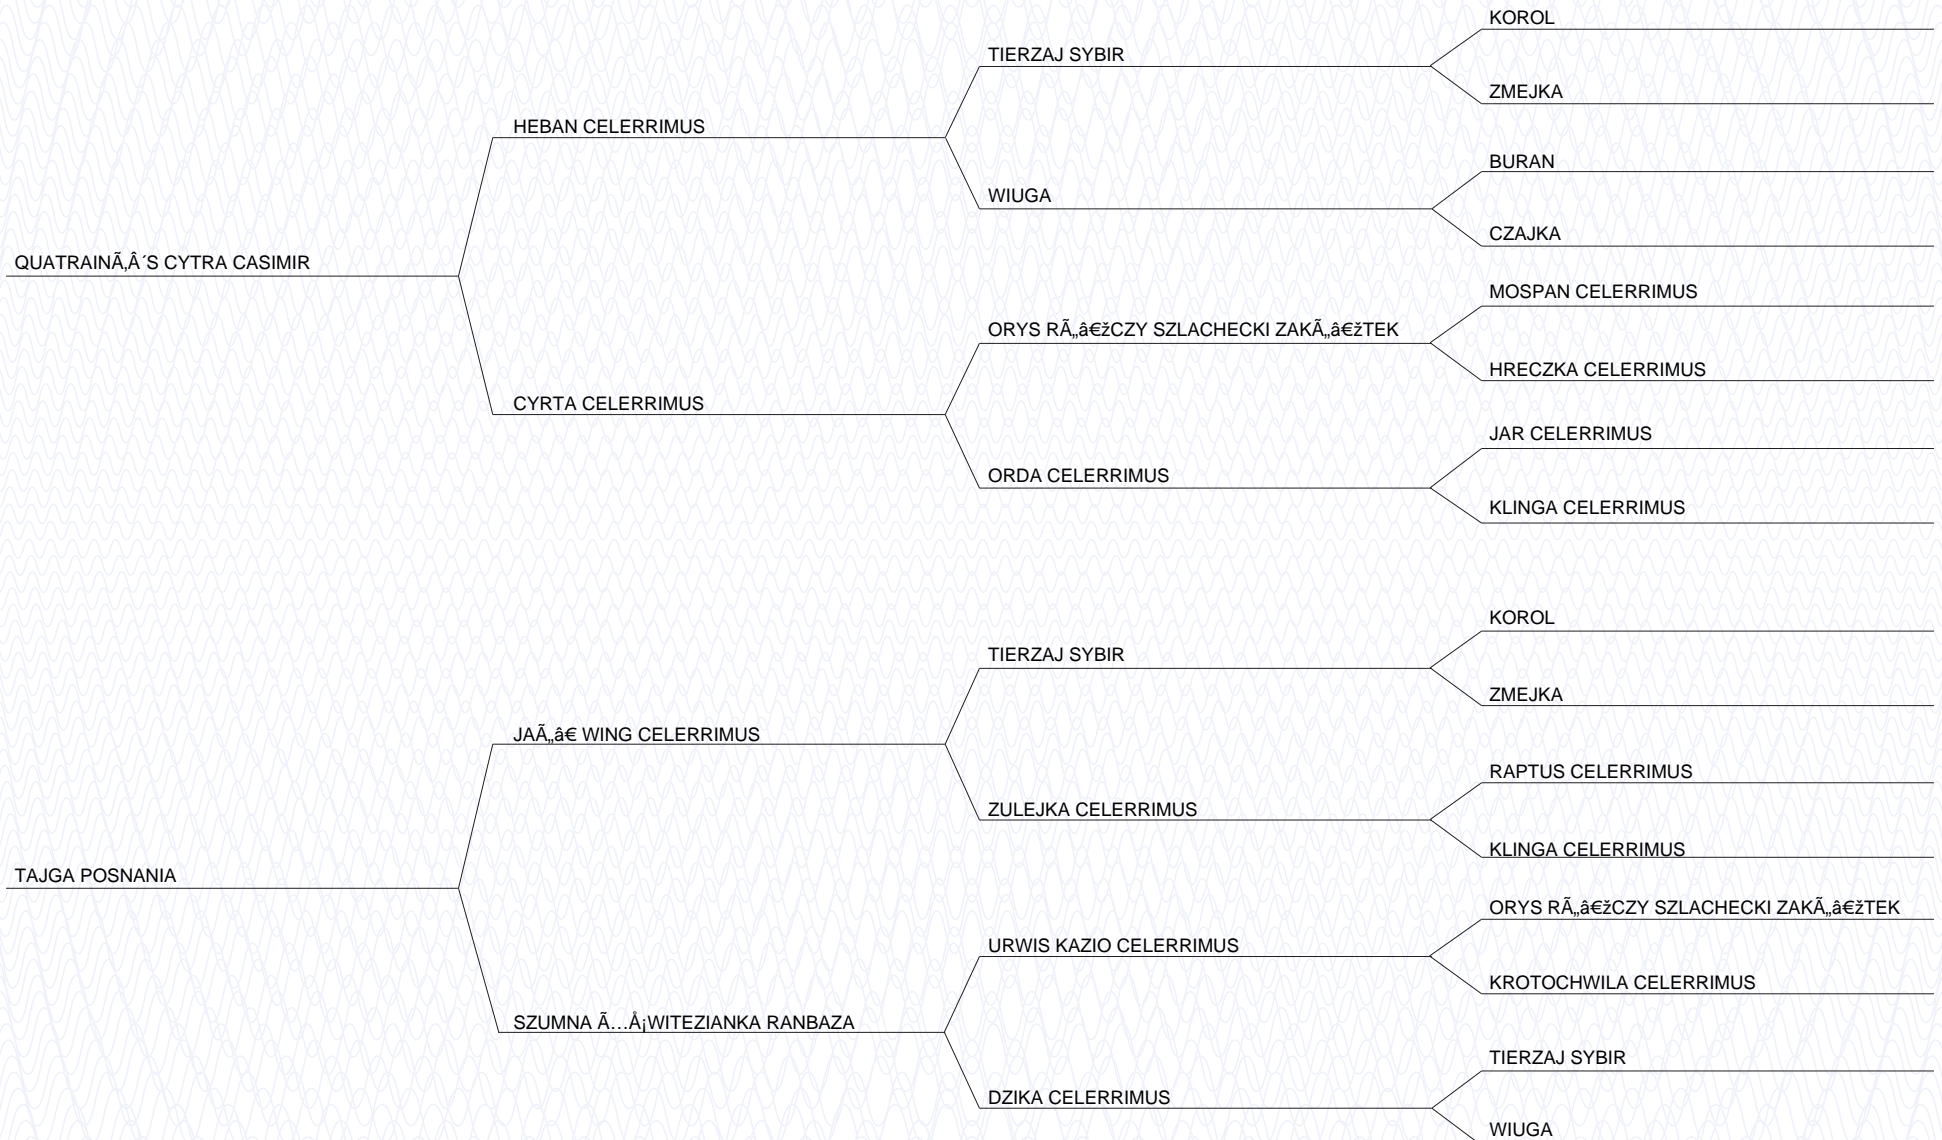 KOROL
TIERZAJ SYBIR
ZMEJKA
HEBAN CELERRIMUS
BURAN
WIUGA
CZAJKA
QUATRAINÃ‚Â´S CYTRA CASIMIR
MOSPAN CELERRIMUS
ORYS RÃ„â€žCZY SZLACHECKI ZAKÃ„â€žTEK
HRECZKA CELERRIMUS
CYRTA CELERRIMUS
JAR CELERRIMUS
ORDA CELERRIMUS
KLINGA CELERRIMUS
KOROL
TIERZAJ SYBIR
ZMEJKA
JAÃ„â€ WING CELERRIMUS
RAPTUS CELERRIMUS
ZULEJKA CELERRIMUS
KLINGA CELERRIMUS
TAJGA POSNANIA
ORYS RÃ„â€žCZY SZLACHECKI ZAKÃ„â€žTEK
URWIS KAZIO CELERRIMUS
KROTOCHWILA CELERRIMUS
SZUMNA Ã…Å¡WITEZIANKA RANBAZA
TIERZAJ SYBIR
DZIKA CELERRIMUS
WIUGA